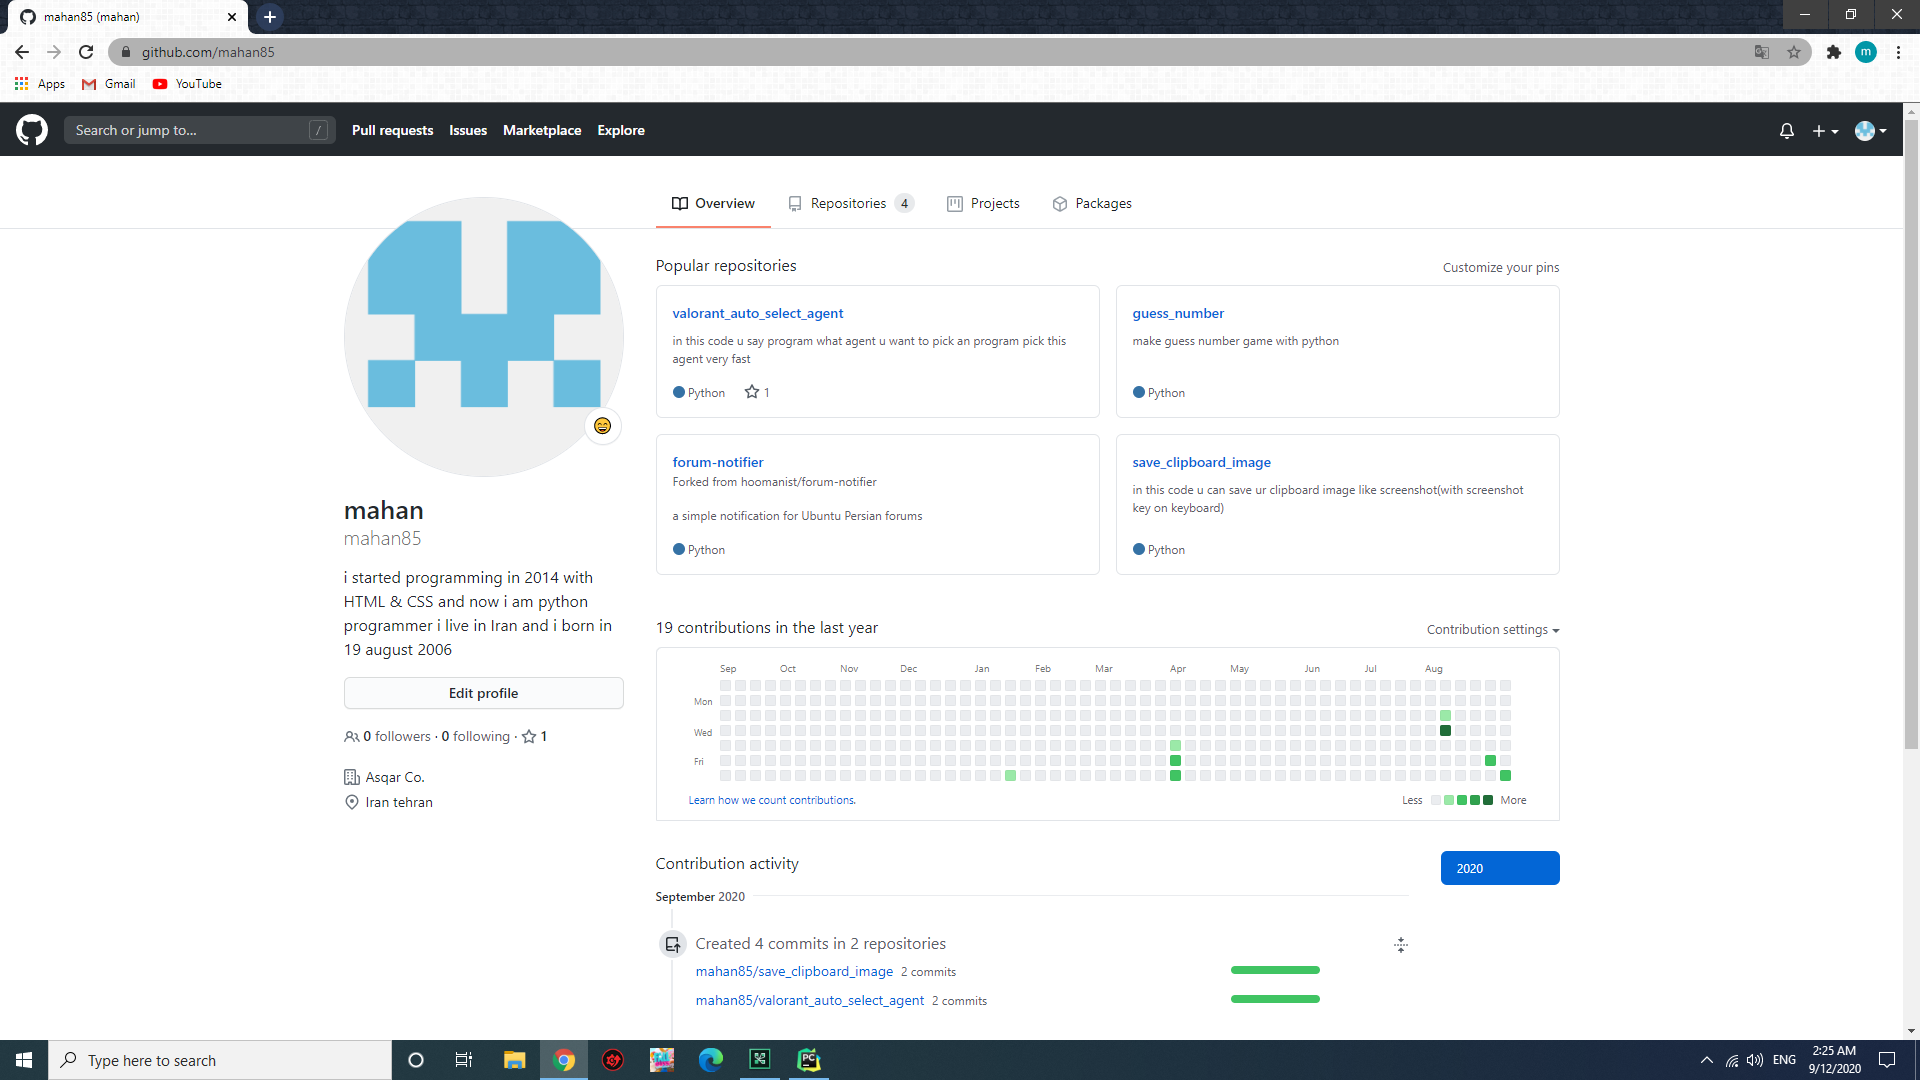 mahan85 (mahan)
github.com/mahan85
m
Apps
Gmail
YouTube
Search or jump to...
/
Pull requests
Issues
Marketplace
Explore
Overview
Repositories 4
Projects
Packages
mahan
mahan85
i started programming in 2014 with
HTML & CSS and now i am python
programmer i live in Iran and i born in
19 august 2006
Edit profile
0 followers · 0 following · 1
Asqar Co.
Iran tehran
Popular repositories
Customize your pins
valorant_auto_select_agent
in this code u say program what agent u want to pick an program pick this
agent very fast
Python 1
guess_number
make guess number game with python
Python
forum-notifier
Forked from hoomanist/forum-notifier
a simple notification for Ubuntu Persian forums
Python
save_clipboard_image
in this code u can save ur clipboard image like screenshot(with screenshot
key on keyboard)
Python
19 contributions in the last year
Contribution settings
Sep Oct Nov Dec Jan Feb Mar Apr May Jun Jul Aug
Mon
Wed
Fri
Learn how we count contributions.
Less More
Contribution activity
2020
September 2020
Created 4 commits in 2 repositories
mahan85/save_clipboard_image 2 commits
mahan85/valorant_auto_select_agent 2 commits
Type here to search
PC
ENG
2:25 AM
9/12/2020